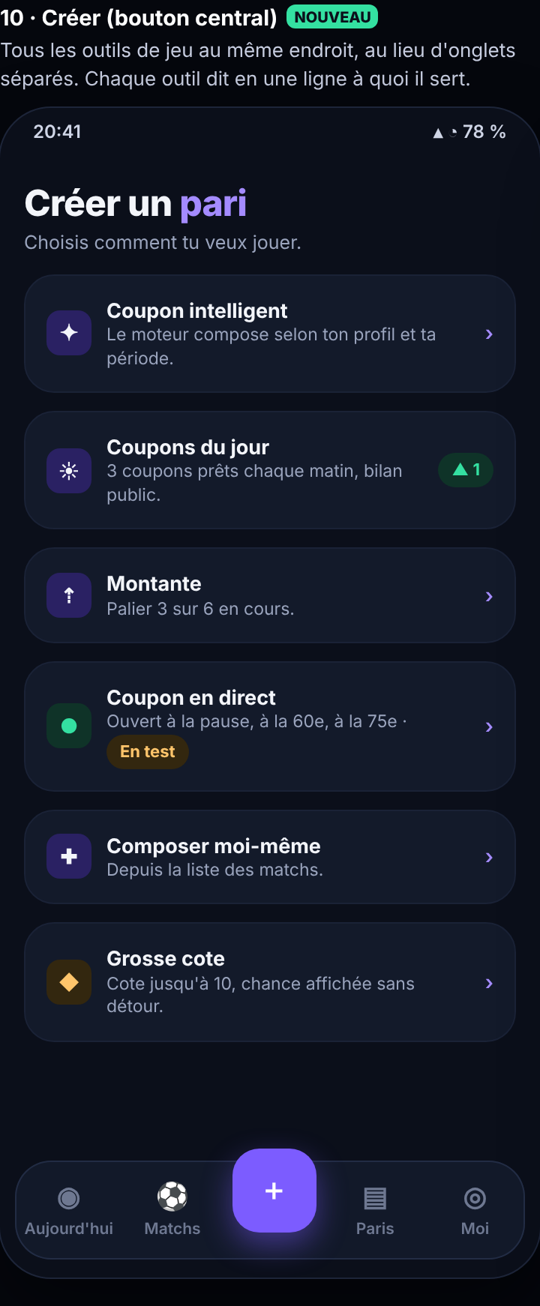 10 · Créer (bouton central) NOUVEAU
Tous les outils de jeu au même endroit, au lieu d'onglets
séparés. Chaque outil dit en une ligne à quoi il sert.
20:41 78 %
Créer un pari
Choisis comment tu veux jouer.
Coupon intelligent
Le moteur compose selon ton profil et ta
période.
Coupons du jour
3 coupons prêts chaque matin, bilan
public.
▲ 1
Montante
Palier 3 sur 6 en cours.
Coupon en direct
Ouvert à la pause, à la 60e, à la 75e ·
En test
Composer moi-même
Depuis la liste des matchs.
Grosse cote
Cote jusqu'à 10, chance affichée sans
détour.
+
Aujourd'hui Matchs Paris Moi